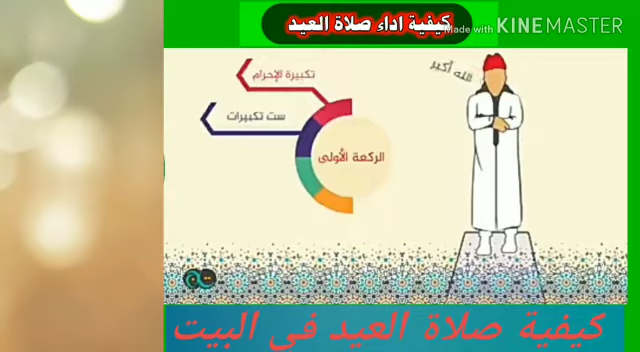 كيفية اداء صلاة العيد
Made with KINEMASTER
تكبيرة الإحرام
الله أكبر
ست تكبيرات
الركعة الأولى
كيفية صلاة العيد في البيت